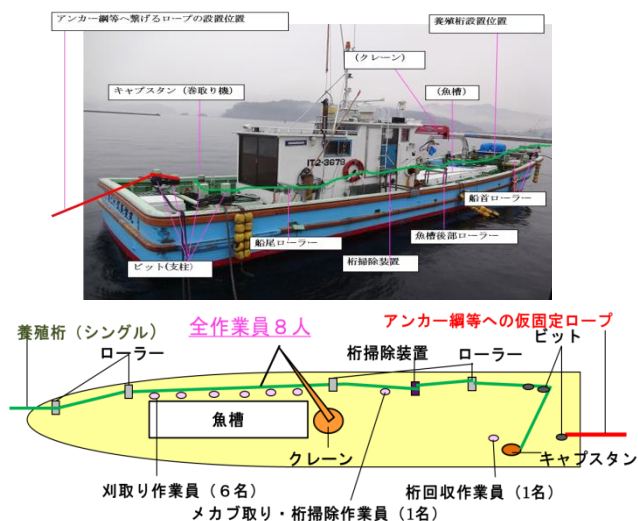 アンカー綱等へ繋げるロープの設置位置
養殖桁設置位置
(クレーン)
キャプスタン（巻取り機）
(魚槽)
IT2-3679
船首ローラー
船尾ローラー
魚槽後部ローラー
ビット(支柱)
桁掃除装置
全作業員８人
アンカー綱等への仮固定ロープ
養殖桁（シングル）
ローラー
桁掃除装置
ローラー
ビット
魚槽
クレーン
キャプスタン
刈取り作業員（６名）
桁回収作業員（1名）
メカブ取り・桁掃除作業員（1名）